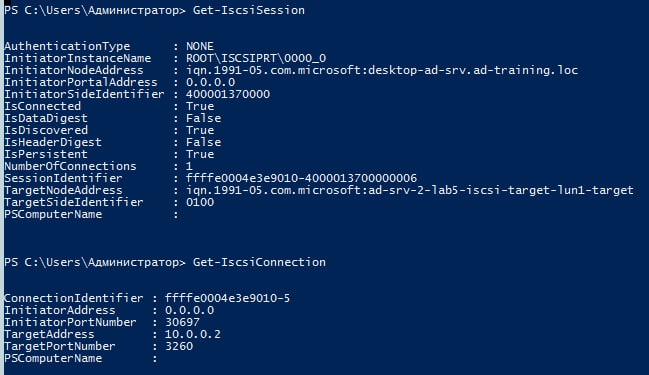 PS C:\Users\Администратор> Get-IscsiSession
AuthenticationType : NONE
InitiatorInstanceName : ROOT\ISCSIPRT\0000_0
InitiatorNodeAddress : iqn.1991-05.com.microsoft:desktop-ad-srv.ad-training.loc
InitiatorPortalAddress : 0.0.0.0
InitiatorSideIdentifier : 400001370000
IsConnected : True
IsDataDigest : False
IsDiscovered : True
IsHeaderDigest : False
IsPersistent : True
NumberOfConnections : 1
SessionIdentifier : ffffe0004e3e9010-4000013700000006
TargetNodeAddress : iqn.1991-05.com.microsoft:ad-srv-2-lab5-iscsi-target-lun1-target
TargetSideIdentifier : 0100
PSComputerName :
PS C:\Users\Администратор> Get-IscsiConnection
ConnectionIdentifier : ffffe0004e3e9010-5
InitiatorAddress : 0.0.0.0
InitiatorPortNumber : 30697
TargetAddress : 10.0.0.2
TargetPortNumber : 3260
PSComputerName :